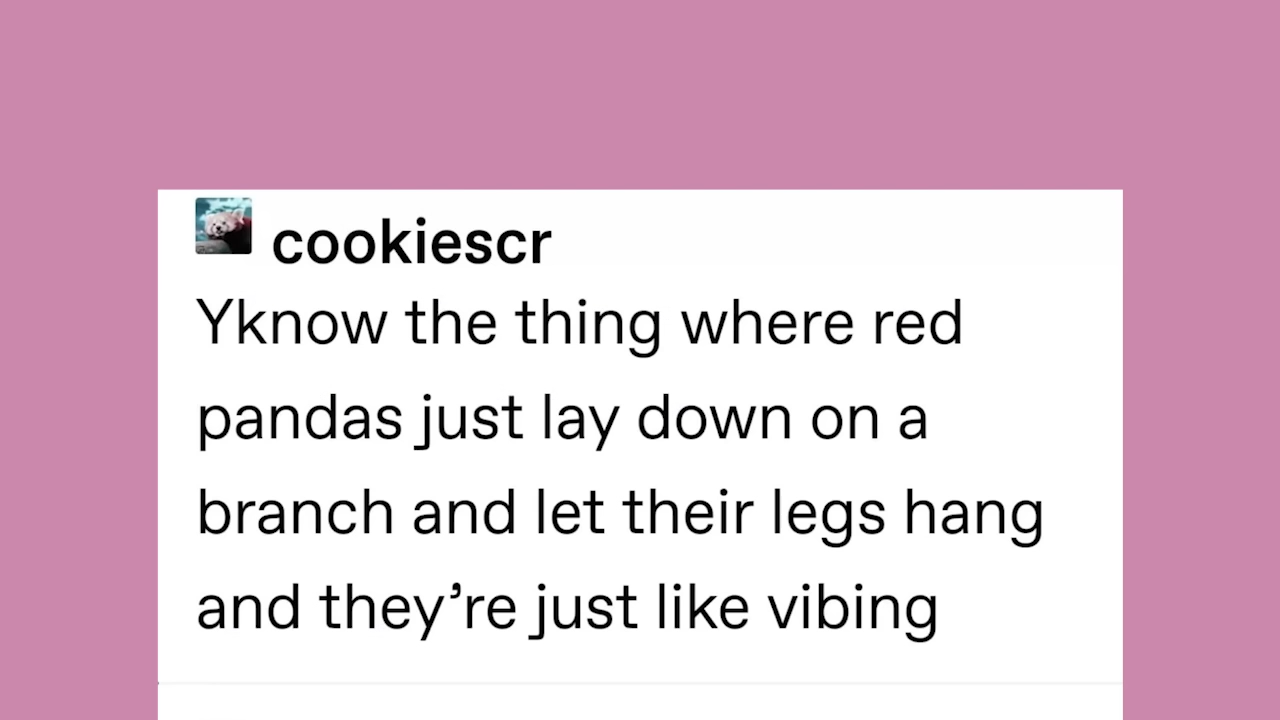 cookiescr
Yknow the thing where red
pandas just lay down on a
branch and let their legs hang
and they’re just like vibing